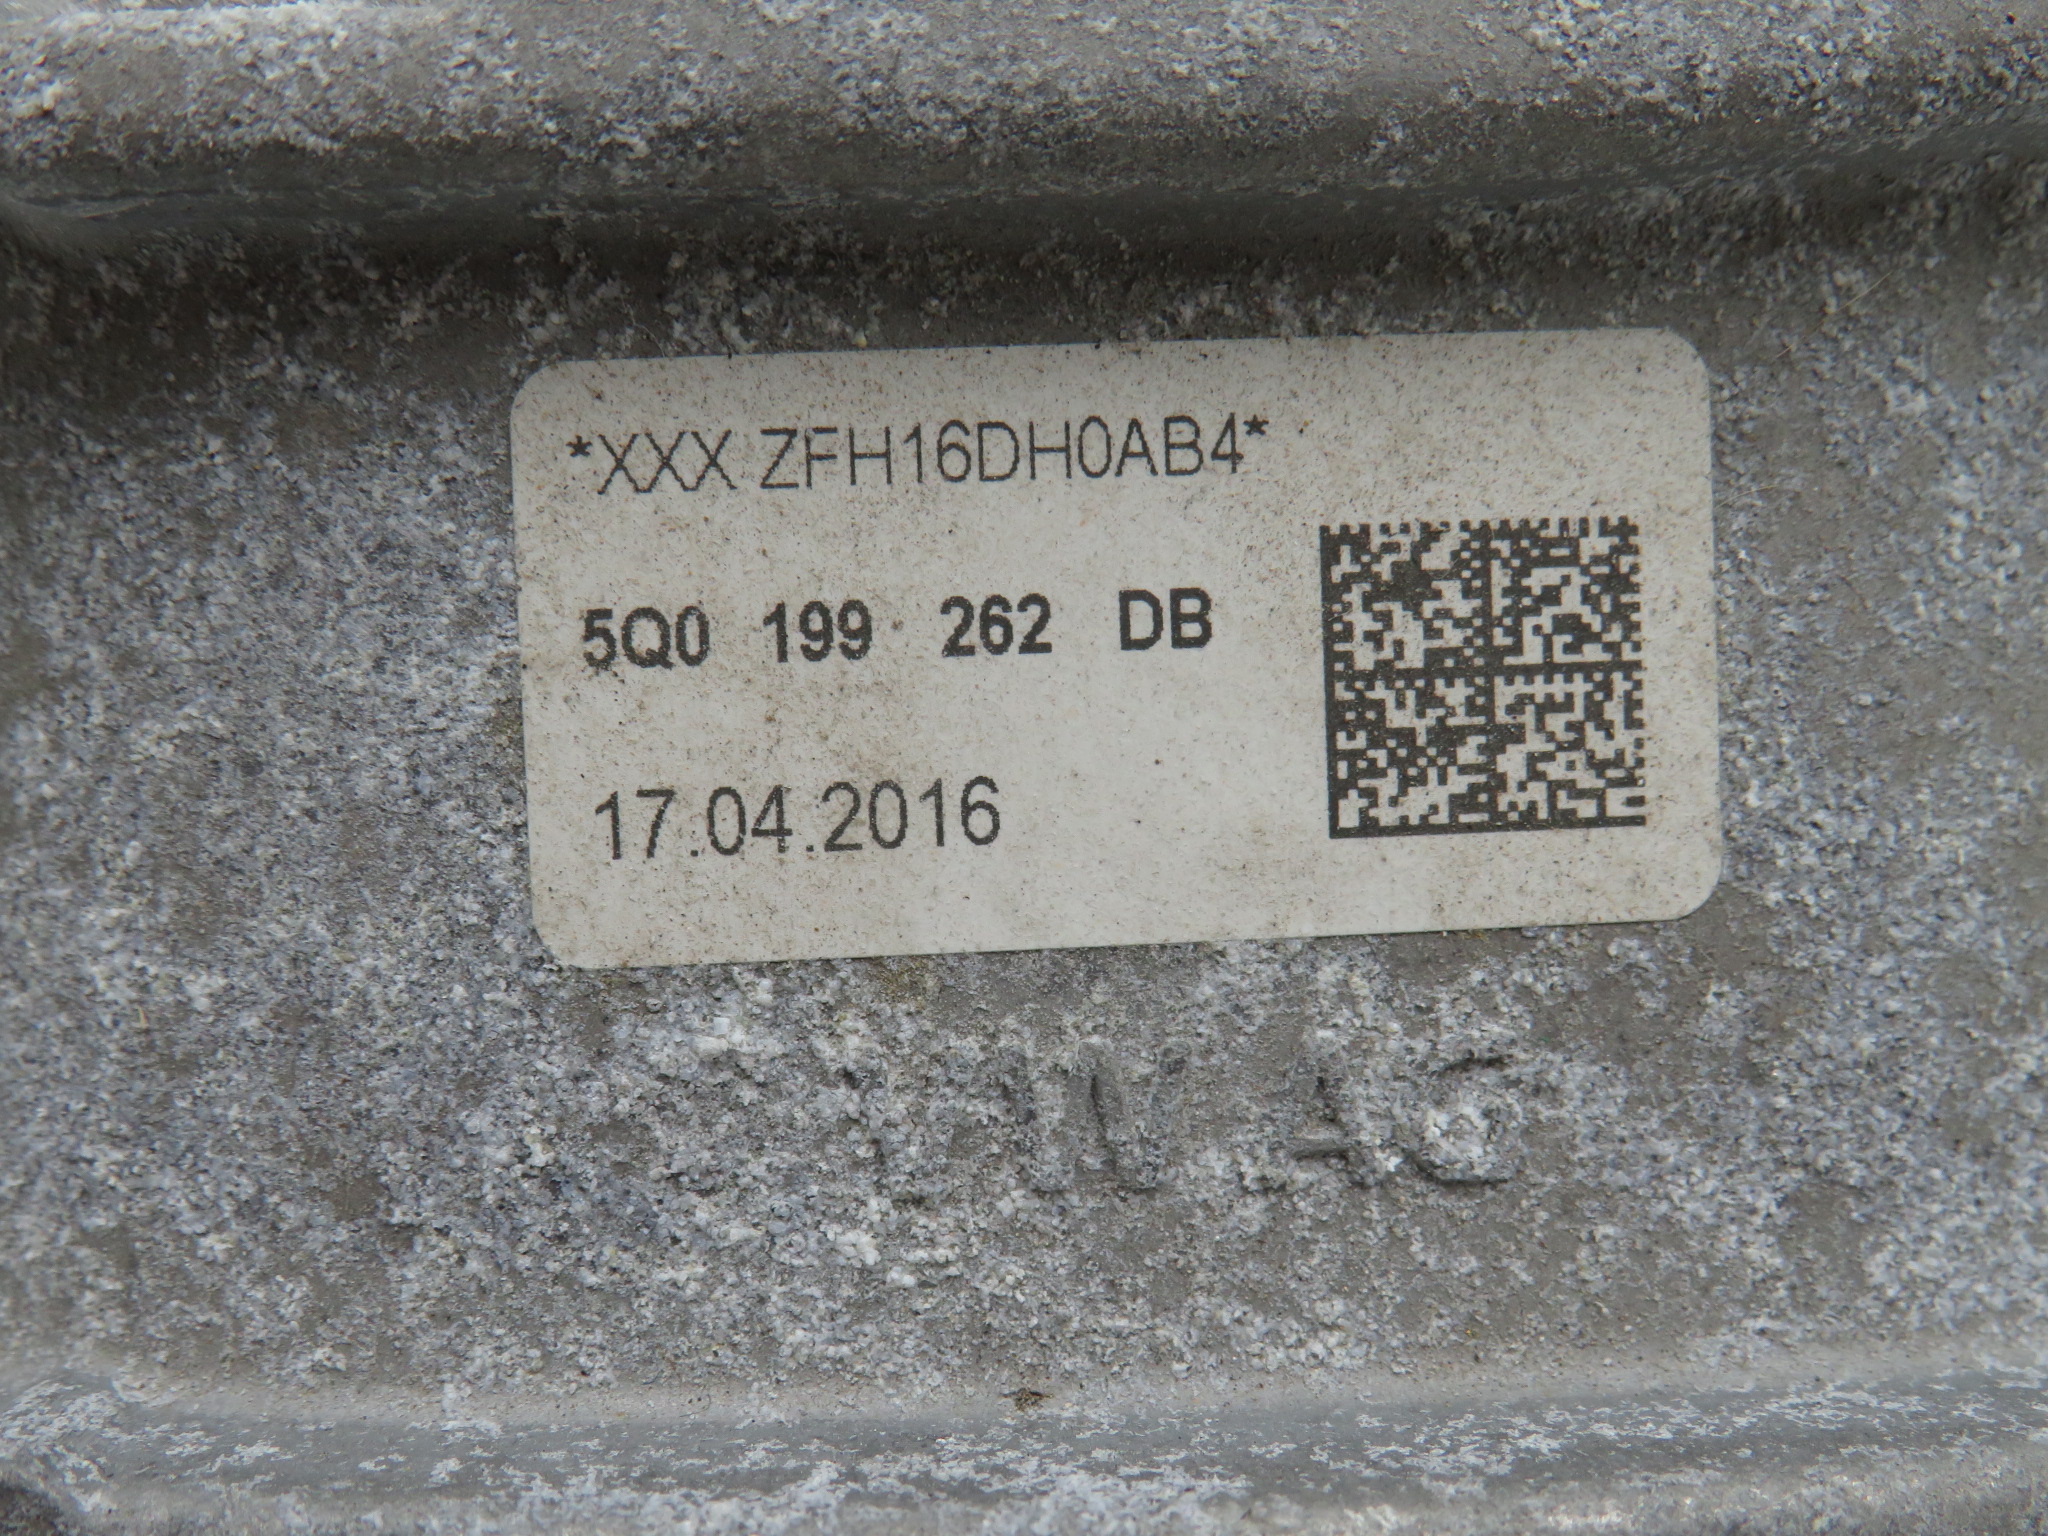 *XXX ZFH16DH0AB4*
5Q0 199 262 DB
17.04.2016
VW AG